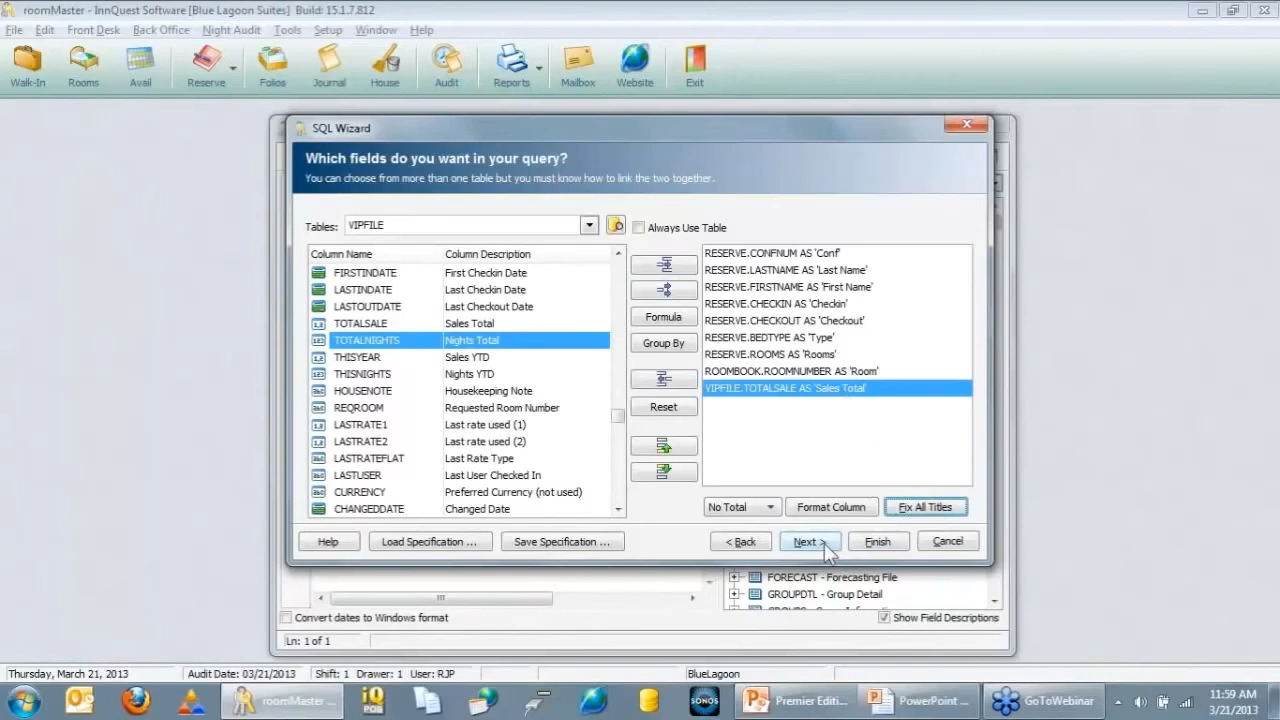 roomMaster - InnQuest Software [Blue Lagoon Suites] Build: 15.1.7.812
File Edit Front Desk Back Office Night Audit Tools Setup Window Help
Walk-In Rooms Avail Reserve Folios Journal House Audit Reports Mailbox Website Exit
SQL Wizard
Which fields do you want in your query?
You can choose from more than one table but you must know how to link the two together.
Tables: VIPFILE Always Use Table
Column Name Column Description
FIRSTINDATE First Checkin Date
LASTINDATE Last Checkin Date
LASTOUTDATE Last Checkout Date
TOTALSALE Sales Total
TOTALNIGHTS Nights Total
THISYEAR Sales YTD
THISNIGHTS Nights YTD
HOUSENOTE Housekeeping Note
REQROOM Requested Room Number
LASTRATE1 Last rate used (1)
LASTRATE2 Last rate used (2)
LASTRATEFLAT Last Rate Type
LASTUSER Last User Checked In
CURRENCY Preferred Currency (not used)
CHANGEDDATE Changed Date
Formula
Group By
Reset
RESERVE.CONFNUM AS 'Conf'
RESERVE.LASTNAME AS 'Last Name'
RESERVE.FIRSTNAME AS 'First Name'
RESERVE.CHECKIN AS 'Checkin'
RESERVE.CHECKOUT AS 'Checkout'
RESERVE.BEDTYPE AS 'Type'
RESERVE.ROOMS AS 'Rooms'
ROOMBOOK.ROOMNUMBER AS 'Room'
VIPFILE.TOTALSALE AS 'Sales Total'
No Total Format Column Fix All Titles
Help Load Specification ... Save Specification ... < Back Next > Finish Cancel
FORECAST - Forecasting File
GROUPDTL - Group Detail
Convert dates to Windows format Show Field Descriptions
Ln: 1 of 1
Thursday, March 21, 2013 Audit Date: 03/21/2013 Shift: 1 Drawer: 1 User: RJP BlueLagoon
roomMaster ... iQ POS SONOS Premier Editi... PowerPoint ... GoToWebinar 11:59 AM
3/21/2013